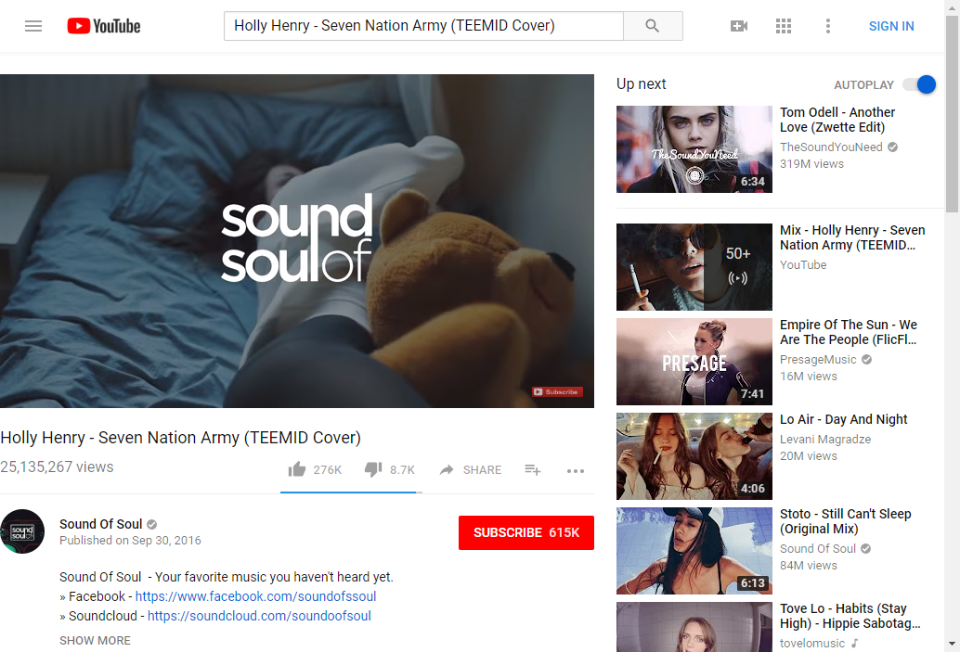 YouTube
Holly Henry - Seven Nation Army (TEEMID Cover)
SIGN IN
sound
soulof
Subscribe
Holly Henry - Seven Nation Army (TEEMID Cover)
25,135,267 views
276K
8.7K
SHARE
sound
soulof
Sound Of Soul
Published on Sep 30, 2016
SUBSCRIBE 615K
Sound Of Soul - Your favorite music you haven't heard yet.
» Facebook - https://www.facebook.com/soundofssoul
» Soundcloud - https://soundcloud.com/soundoofsoul
SHOW MORE
Up next
AUTOPLAY
TheSoundYouNeed
6:34
Tom Odell - Another
Love (Zwette Edit)
TheSoundYouNeed
319M views
50+
Mix - Holly Henry - Seven
Nation Army (TEEMID...
YouTube
PRESAGE
7:41
Empire Of The Sun - We
Are The People (FlicFl...
PresageMusic
16M views
4:06
Lo Air - Day And Night
Levani Magradze
20M views
6:13
Stoto - Still Can't Sleep
(Original Mix)
Sound Of Soul
84M views
Tove Lo - Habits (Stay
High) - Hippie Sabotag...
tovelomusic